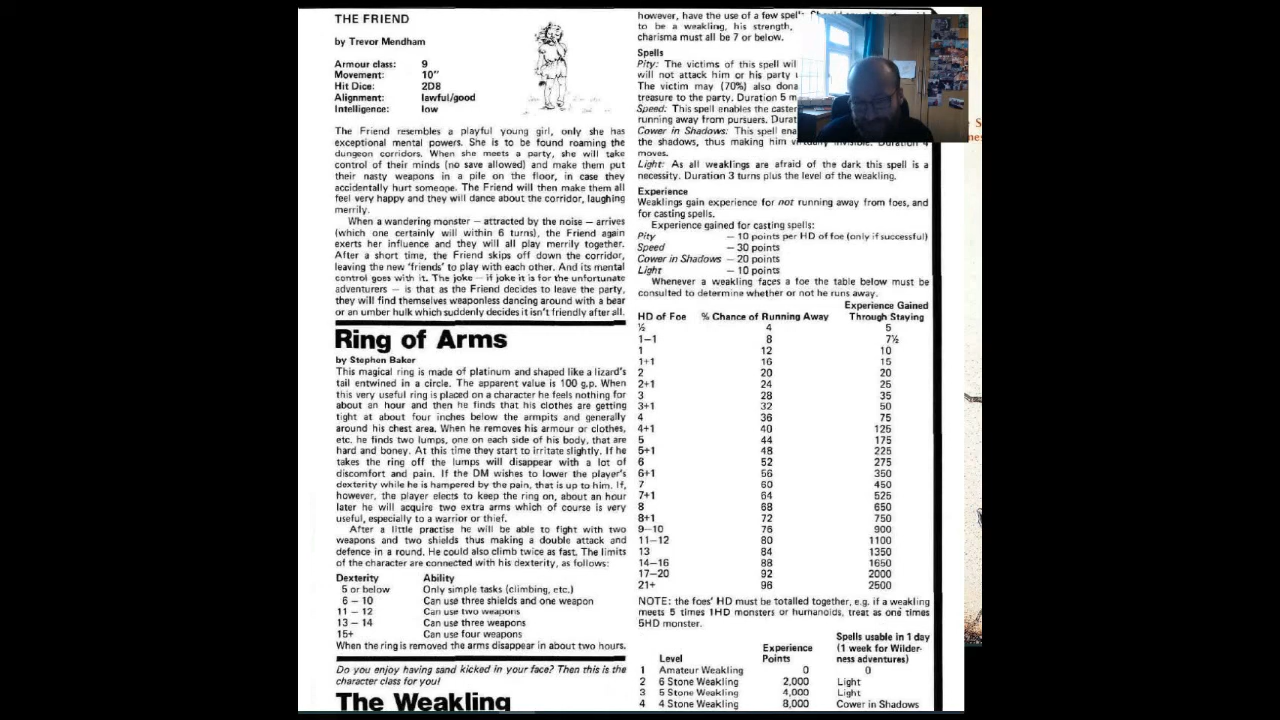 THE FRIEND
by Trevor Mendham
Armour class: 9
Movement: 10"
Hit Dice: 2D8
Alignment: lawful/good
Intelligence: low
The Friend resembles a playful young girl, only she has
exceptional mental powers. She is to be found roaming the
dungeon corridors. When she meets a party, she will take
control of their minds (no save allowed) and make them put
their nasty weapons in a pile on the floor, in case they
accidentally hurt someone. The Friend will then make them all
feel very happy and they will dance about the corridor, laughing
merrily.
When a wandering monster — attracted by the noise — arrives
(which one certainly will within 6 turns), the Friend again
exerts her influence and they will all play merrily together.
After a short time, the Friend skips off down the corridor,
leaving the new 'friends' to play with each other. And its mental
control goes with it. The joke — if joke it is for the unfortunate
adventurers — is that as the Friend decides to leave the party,
they will find themselves weaponless dancing around with a bear
or an umber hulk which suddenly decides it isn't friendly after all.
Ring of Arms
by Stephen Baker
This magical ring is made of platinum and shaped like a lizard's
tail entwined in a circle. The apparent value is 100 g.p. When
this very useful ring is placed on a character he feels nothing for
about an hour and then he finds that his clothes are getting
tight at about four inches below the armpits and generally
around his chest area. When he removes his armour or clothes,
etc. he finds two lumps, one on each side of his body, that are
hard and boney. At this time they start to irritate slightly. If he
takes the ring off the lumps will disappear with a lot of
discomfort and pain. If the DM wishes to lower the player's
dexterity while he is hampered by the pain, that is up to him. If,
however, the player elects to keep the ring on, about an hour
later he will acquire two extra arms which of course is very
useful, especially to a warrior or thief.
After a little practise he will be able to fight with two
weapons and two shields thus making a double attack and
defence in a round. He could also climb twice as fast. The limits
of the character are connected with his dexterity, as follows:
Dexterity Ability
5 or below Only simple tasks (climbing, etc.)
6 — 10 Can use three shields and one weapon
11 — 12 Can use two weapons
13 — 14 Can use three weapons
15+ Can use four weapons
When the ring is removed the arms disappear in about two hours.
Do you enjoy having sand kicked in your face? Then this is the
character class for you!
The Weakling
however, have the use of a few spells.
to be a weakling, his strength,
charisma must all be 7 or below.
Spells
Pity: The victims of this spell will
will not attack him or his party
The victim may (70%) also
treasure to the party. Duration 5
Speed: This spell enables the caster
running away from pursuers.
Cower in Shadows: This spell
the shadows, thus making him virtually invisible. Duration 4
moves.
Light: As all weaklings are afraid of the dark this spell is a
necessity. Duration 3 turns plus the level of the weakling.
Experience
Weaklings gain experience for not running away from foes, and
for casting spells.
Experience gained for casting spells:
Pity — 10 points per HD of foe (only if successful)
Speed — 30 points
Cower in Shadows — 20 points
Light — 10 points
Whenever a weakling faces a foe the table below must be
consulted to determine whether or not he runs away.
Experience Gained
HD of Foe % Chance of Running Away Through Staying
½ 4 5
1—1 8 7½
1 12 10
1+1 16 15
2 20 20
2+1 24 25
3 28 35
3+1 32 50
4 36 75
4+1 40 125
5 44 175
5+1 48 225
6 52 275
6+1 56 350
7 60 450
7+1 64 525
8 68 650
8+1 72 750
9—10 76 900
11—12 80 1100
13 84 1350
14—16 88 1650
17—20 92 2000
21+ 96 2500
NOTE: the foes' HD must be totalled together, e.g. if a weakling
meets 5 times 1HD monsters or humanoids, treat as one times
5HD monster.
Spells usable in 1 day
Experience (1 week for Wilder-
Level Points ness adventures)
1 Amateur Weakling 0 0
2 6 Stone Weakling 2,000 Light
3 5 Stone Weakling 4,000 Light
4 4 Stone Weakling 8,000 Cower in Shadows